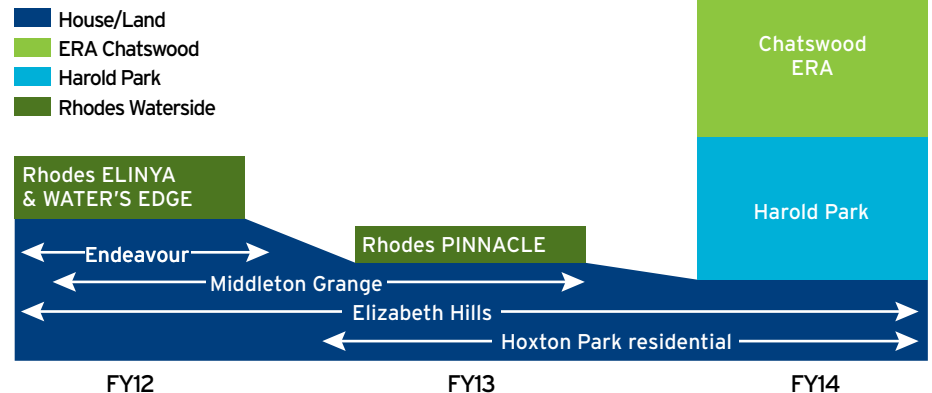 House/Land
ERA Chatswood
Harold Park
Rhodes Waterside
Chatswood
ERA
Rhodes ELINYA
& WATER'S EDGE
Harold Park
Rhodes PINNACLE
Endeavour
Middleton Grange
Elizabeth Hills
Hoxton Park residential
FY12
FY13
FY14